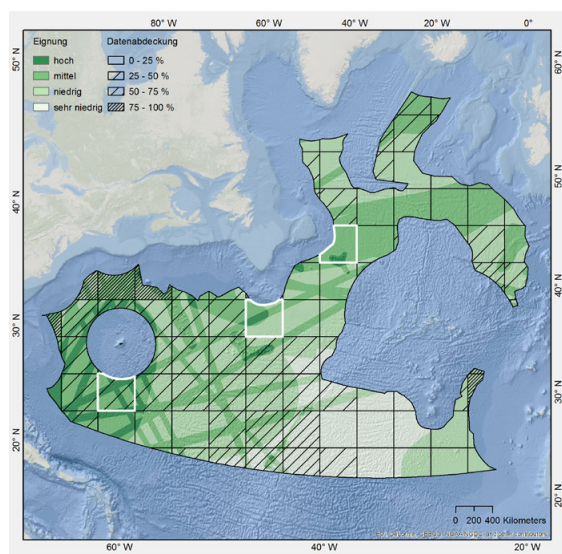 80° W 60° W 40° W 20° W 0°
Eignung Datenabdeckung
hoch 0 - 25 %
mittel 25 - 50 %
niedrig 50 - 75 %
sehr niedrig 75 - 100 %
50° N
40° N
30° N
20° N
60° N
50° N
40° N
30° N
20° N
0 200 400 Kilometers
60° W 40° W 20° W